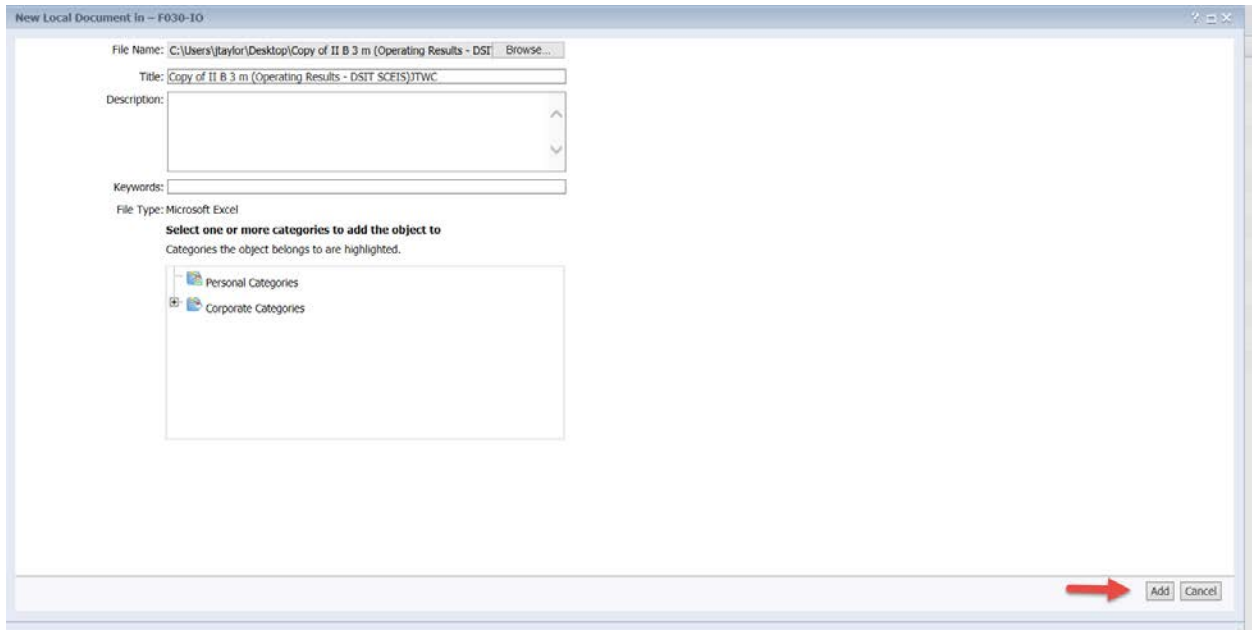 New Local Document in – F030-IO
File Name: C:\Users\jtaylor\Desktop\Copy of II B 3 m (Operating Results - DSIT Browse...
Title: Copy of II B 3 m (Operating Results - DSIT SCEIS)JTWC
Description:
Keywords:
File Type: Microsoft Excel
Select one or more categories to add the object to
Categories the object belongs to are highlighted.
Personal Categories
Corporate Categories
Add Cancel